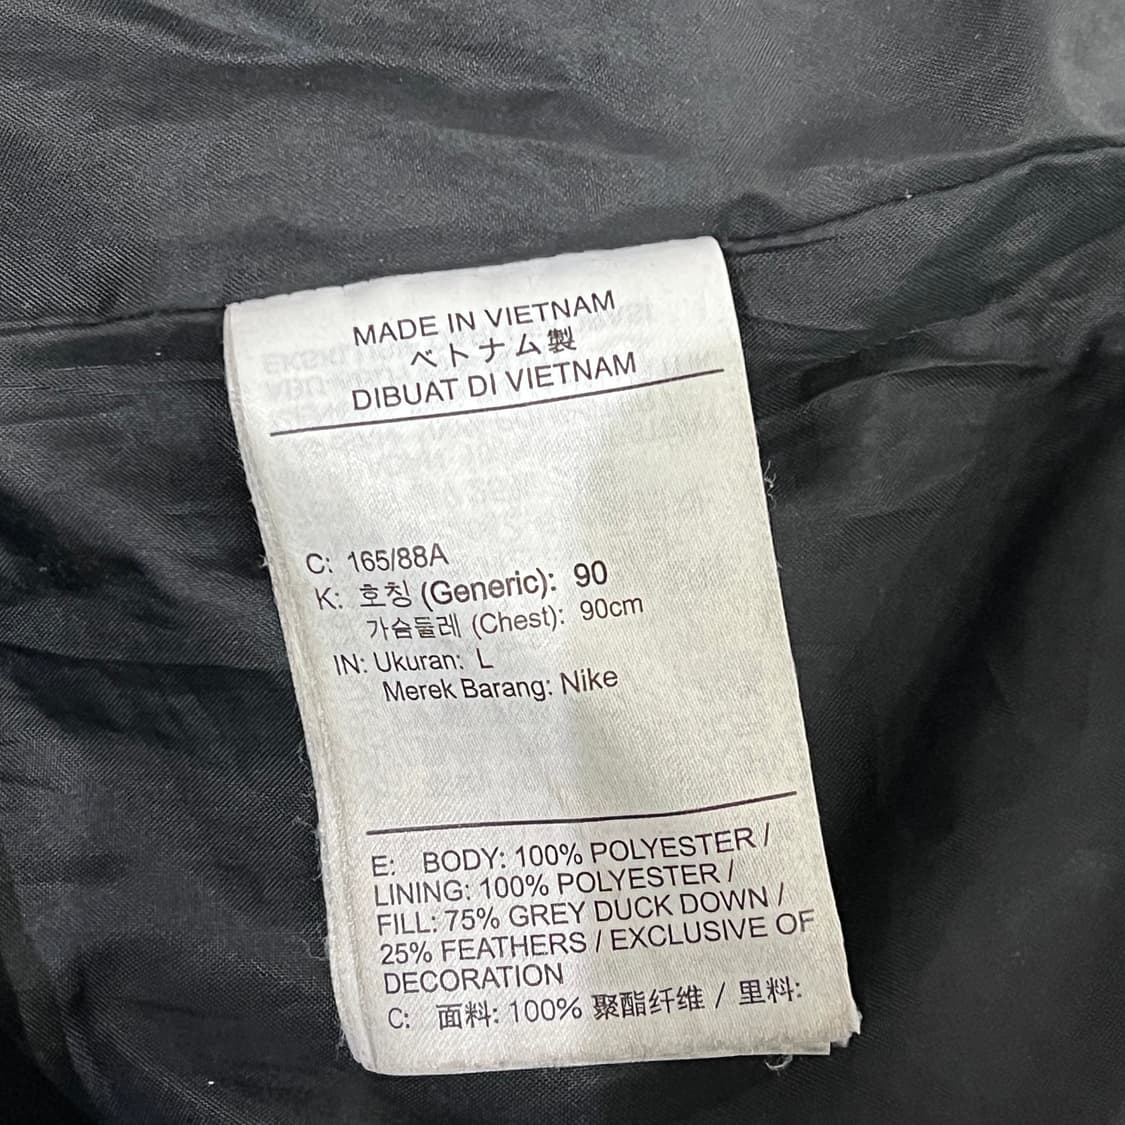 MADE IN VIETNAM
ベトナム製
DIBUAT DI VIETNAM
C: 165/88A
K: 호칭 (Generic): 90
가슴둘레 (Chest): 90cm
IN: Ukuran: L
Merek Barang: Nike
E: BODY: 100% POLYESTER /
LINING: 100% POLYESTER /
FILL: 75% GREY DUCK DOWN /
25% FEATHERS / EXCLUSIVE OF
DECORATION
C: 面料: 100% 聚酯纤维 / 里料: